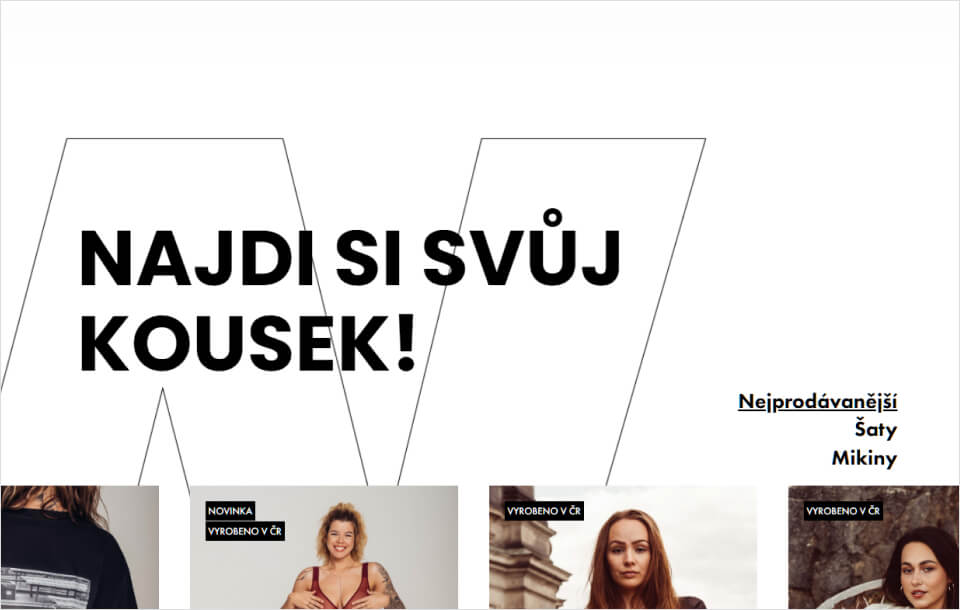 NAJDI SI SVŮJ
KOUSEK!
Nejprodávanější
Šaty
Mikiny
NOVINKA
VYROBENO V ČR
VYROBENO V ČR
VYROBENO V ČR